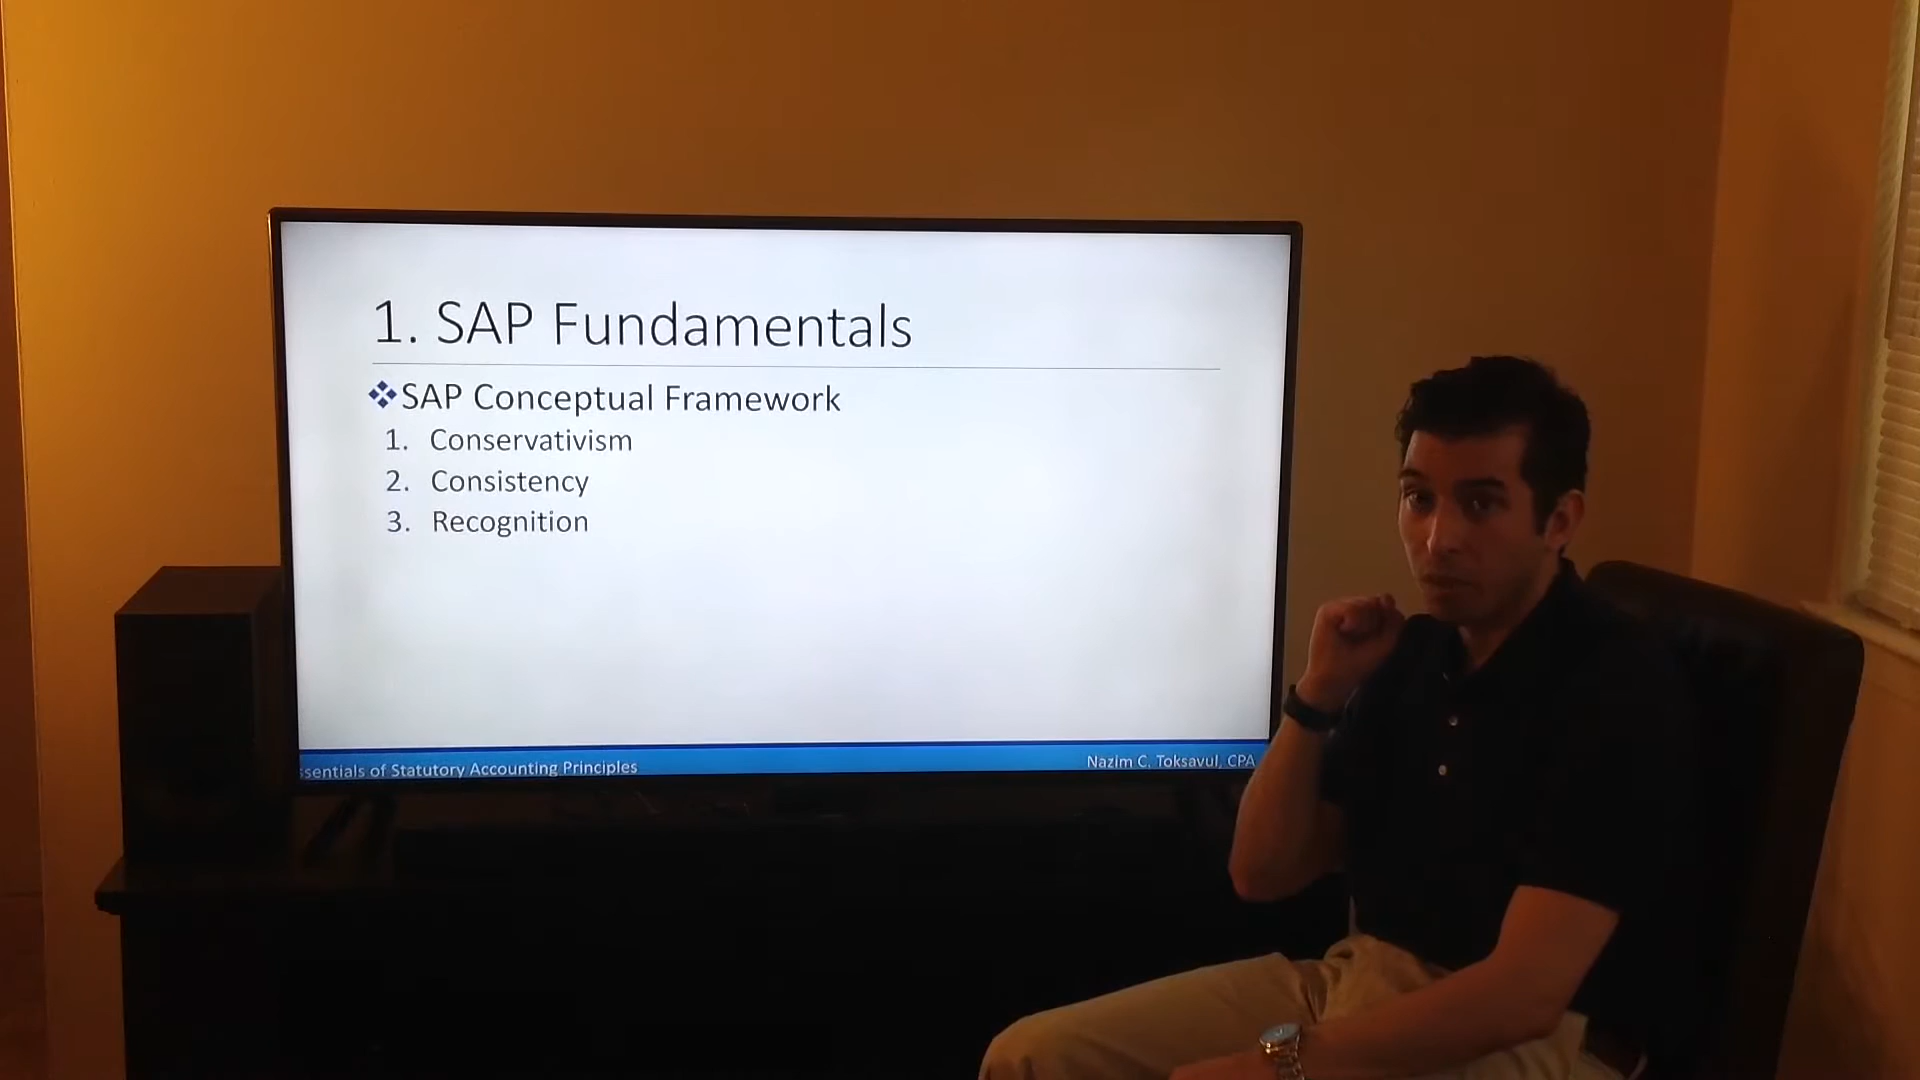 1. SAP Fundamentals
SAP Conceptual Framework
1. Conservativism
2. Consistency
3. Recognition
ssentials of Statutory Accounting Principles
Nazim C. Toksavul, CPA